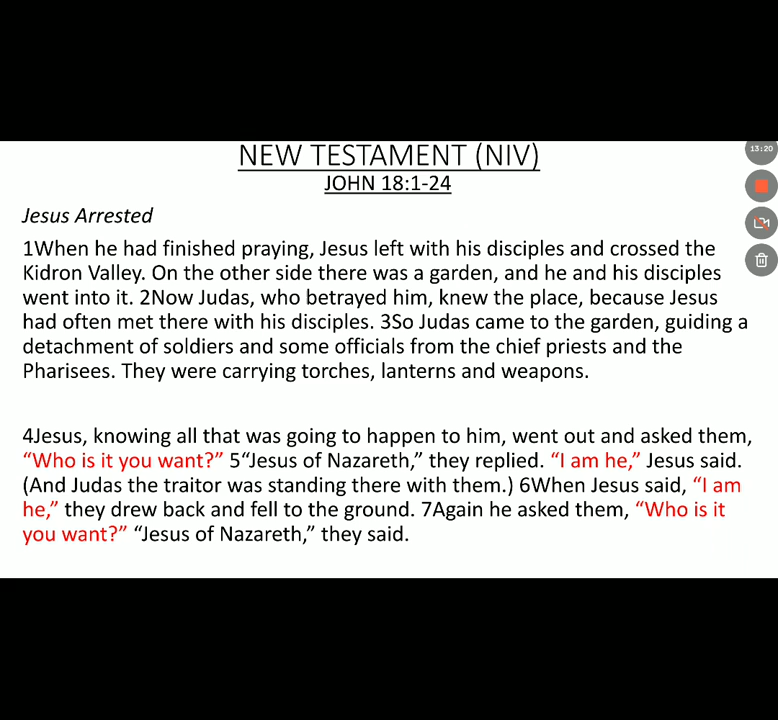 NEW TESTAMENT (NIV)
JOHN 18:1-24
13:20
Jesus Arrested
1When he had finished praying, Jesus left with his disciples and crossed the
Kidron Valley. On the other side there was a garden, and he and his disciples
went into it. 2Now Judas, who betrayed him, knew the place, because Jesus
had often met there with his disciples. 3So Judas came to the garden, guiding a
detachment of soldiers and some officials from the chief priests and the
Pharisees. They were carrying torches, lanterns and weapons.
4Jesus, knowing all that was going to happen to him, went out and asked them,
“Who is it you want?” 5“Jesus of Nazareth,” they replied. “I am he,” Jesus said.
(And Judas the traitor was standing there with them.) 6When Jesus said, “I am
he,” they drew back and fell to the ground. 7Again he asked them, “Who is it
you want?” “Jesus of Nazareth,” they said.